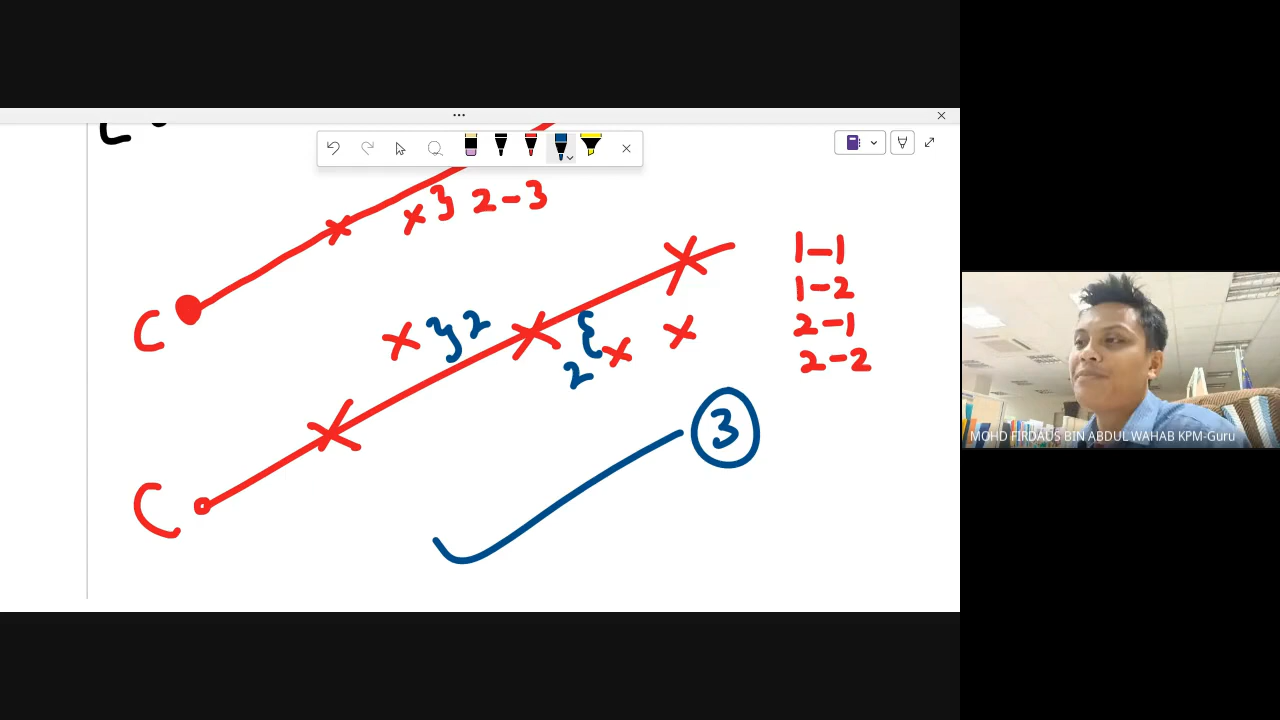 x } 2-3
C
1-1
1-2
2-1
2-2
x } 2
2 { x x
3
C
MOHD FIRDAUS BIN ABDUL WAHAB KPM-Guru